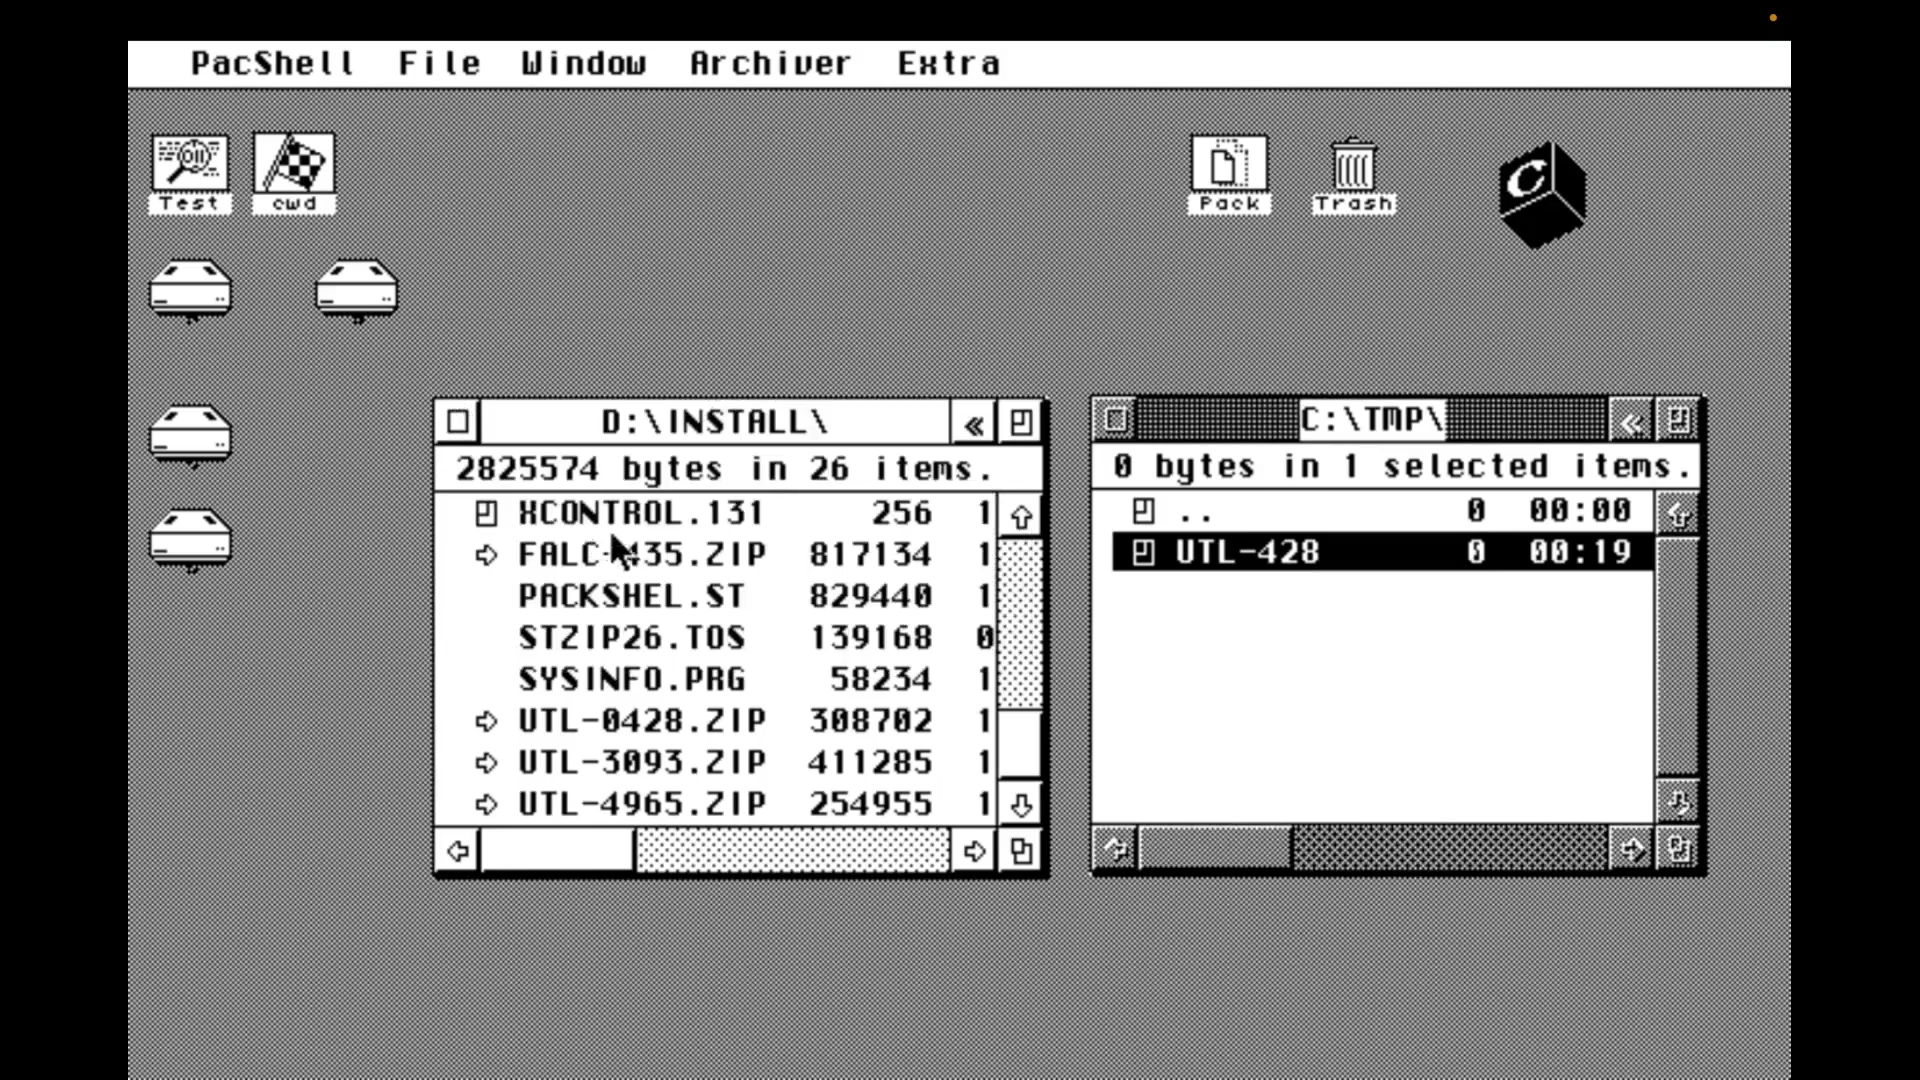 PacShell File Window Archiver Extra
Test cwd Pack Trash
C
D:\INSTALL\
2825574 bytes in 26 items.
XCONTROL.131 256 1
FALC-435.ZIP 817134 1
PACKSHEL.ST 829440 1
STZIP26.TOS 139168 0
SYSINFO.PRG 58234 1
UTL-0428.ZIP 308702 1
UTL-3093.ZIP 411285 1
UTL-4965.ZIP 254955 1
C:\TMP\
0 bytes in 1 selected items.
.. 0 00:00
UTL-428 0 00:19